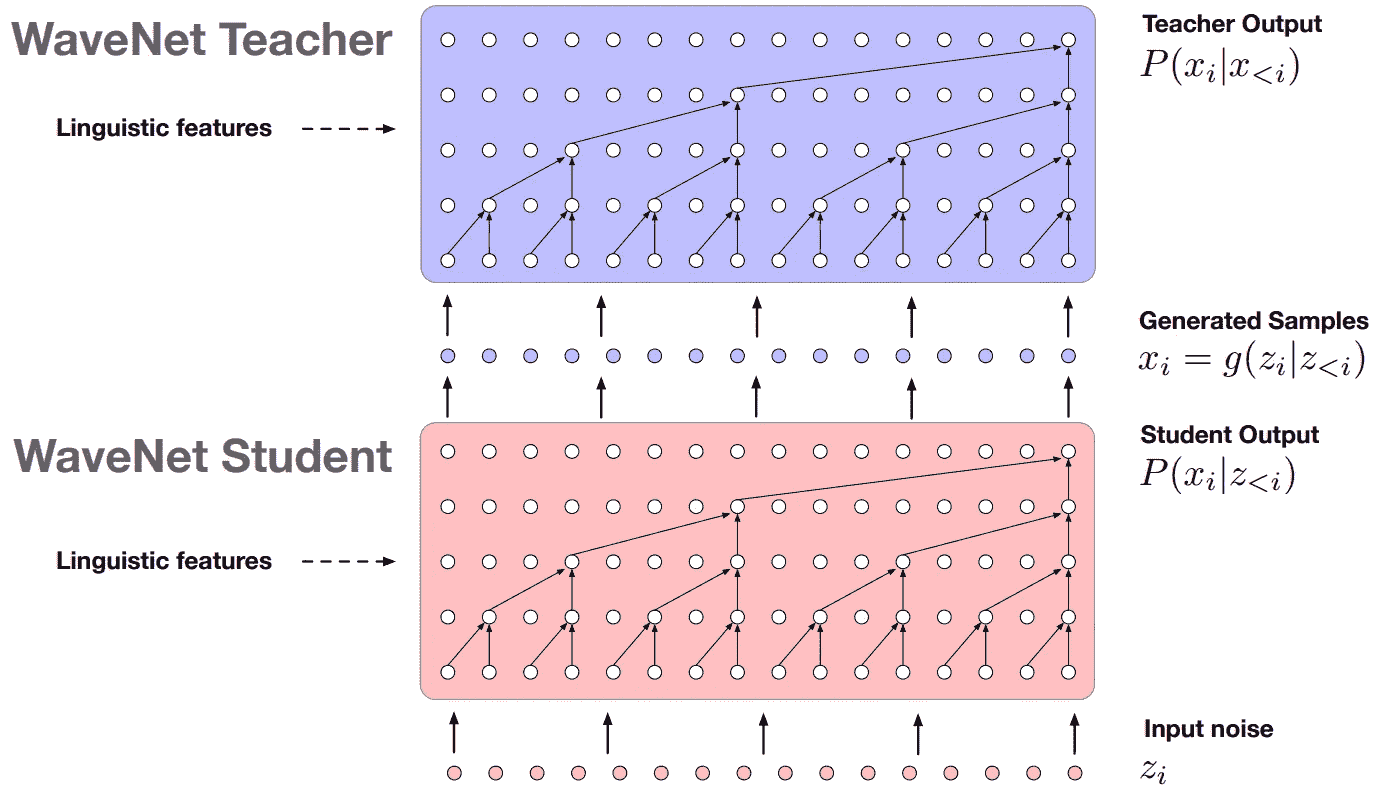 WaveNet Teacher
Teacher Output
P(x_i|x_{<i})
Linguistic features
Generated Samples
x_i = g(z_i|z_{<i})
WaveNet Student
Student Output
P(x_i|z_{<i})
Linguistic features
Input noise
z_i